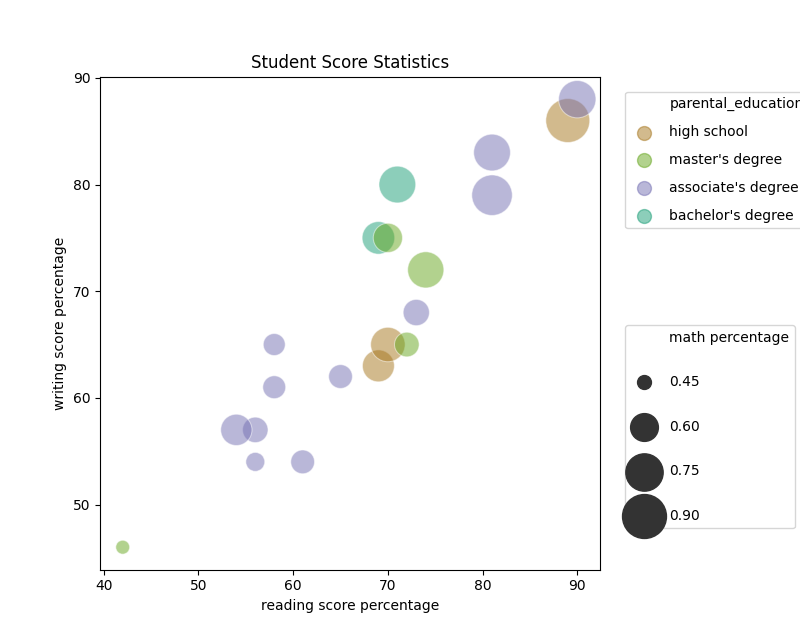 Student Score Statistics
writing score percentage
90
80
70
60
50
40
50
60
70
80
90
reading score percentage
parental_education
high school
master's degree
associate's degree
bachelor's degree
math percentage
0.45
0.60
0.75
0.90